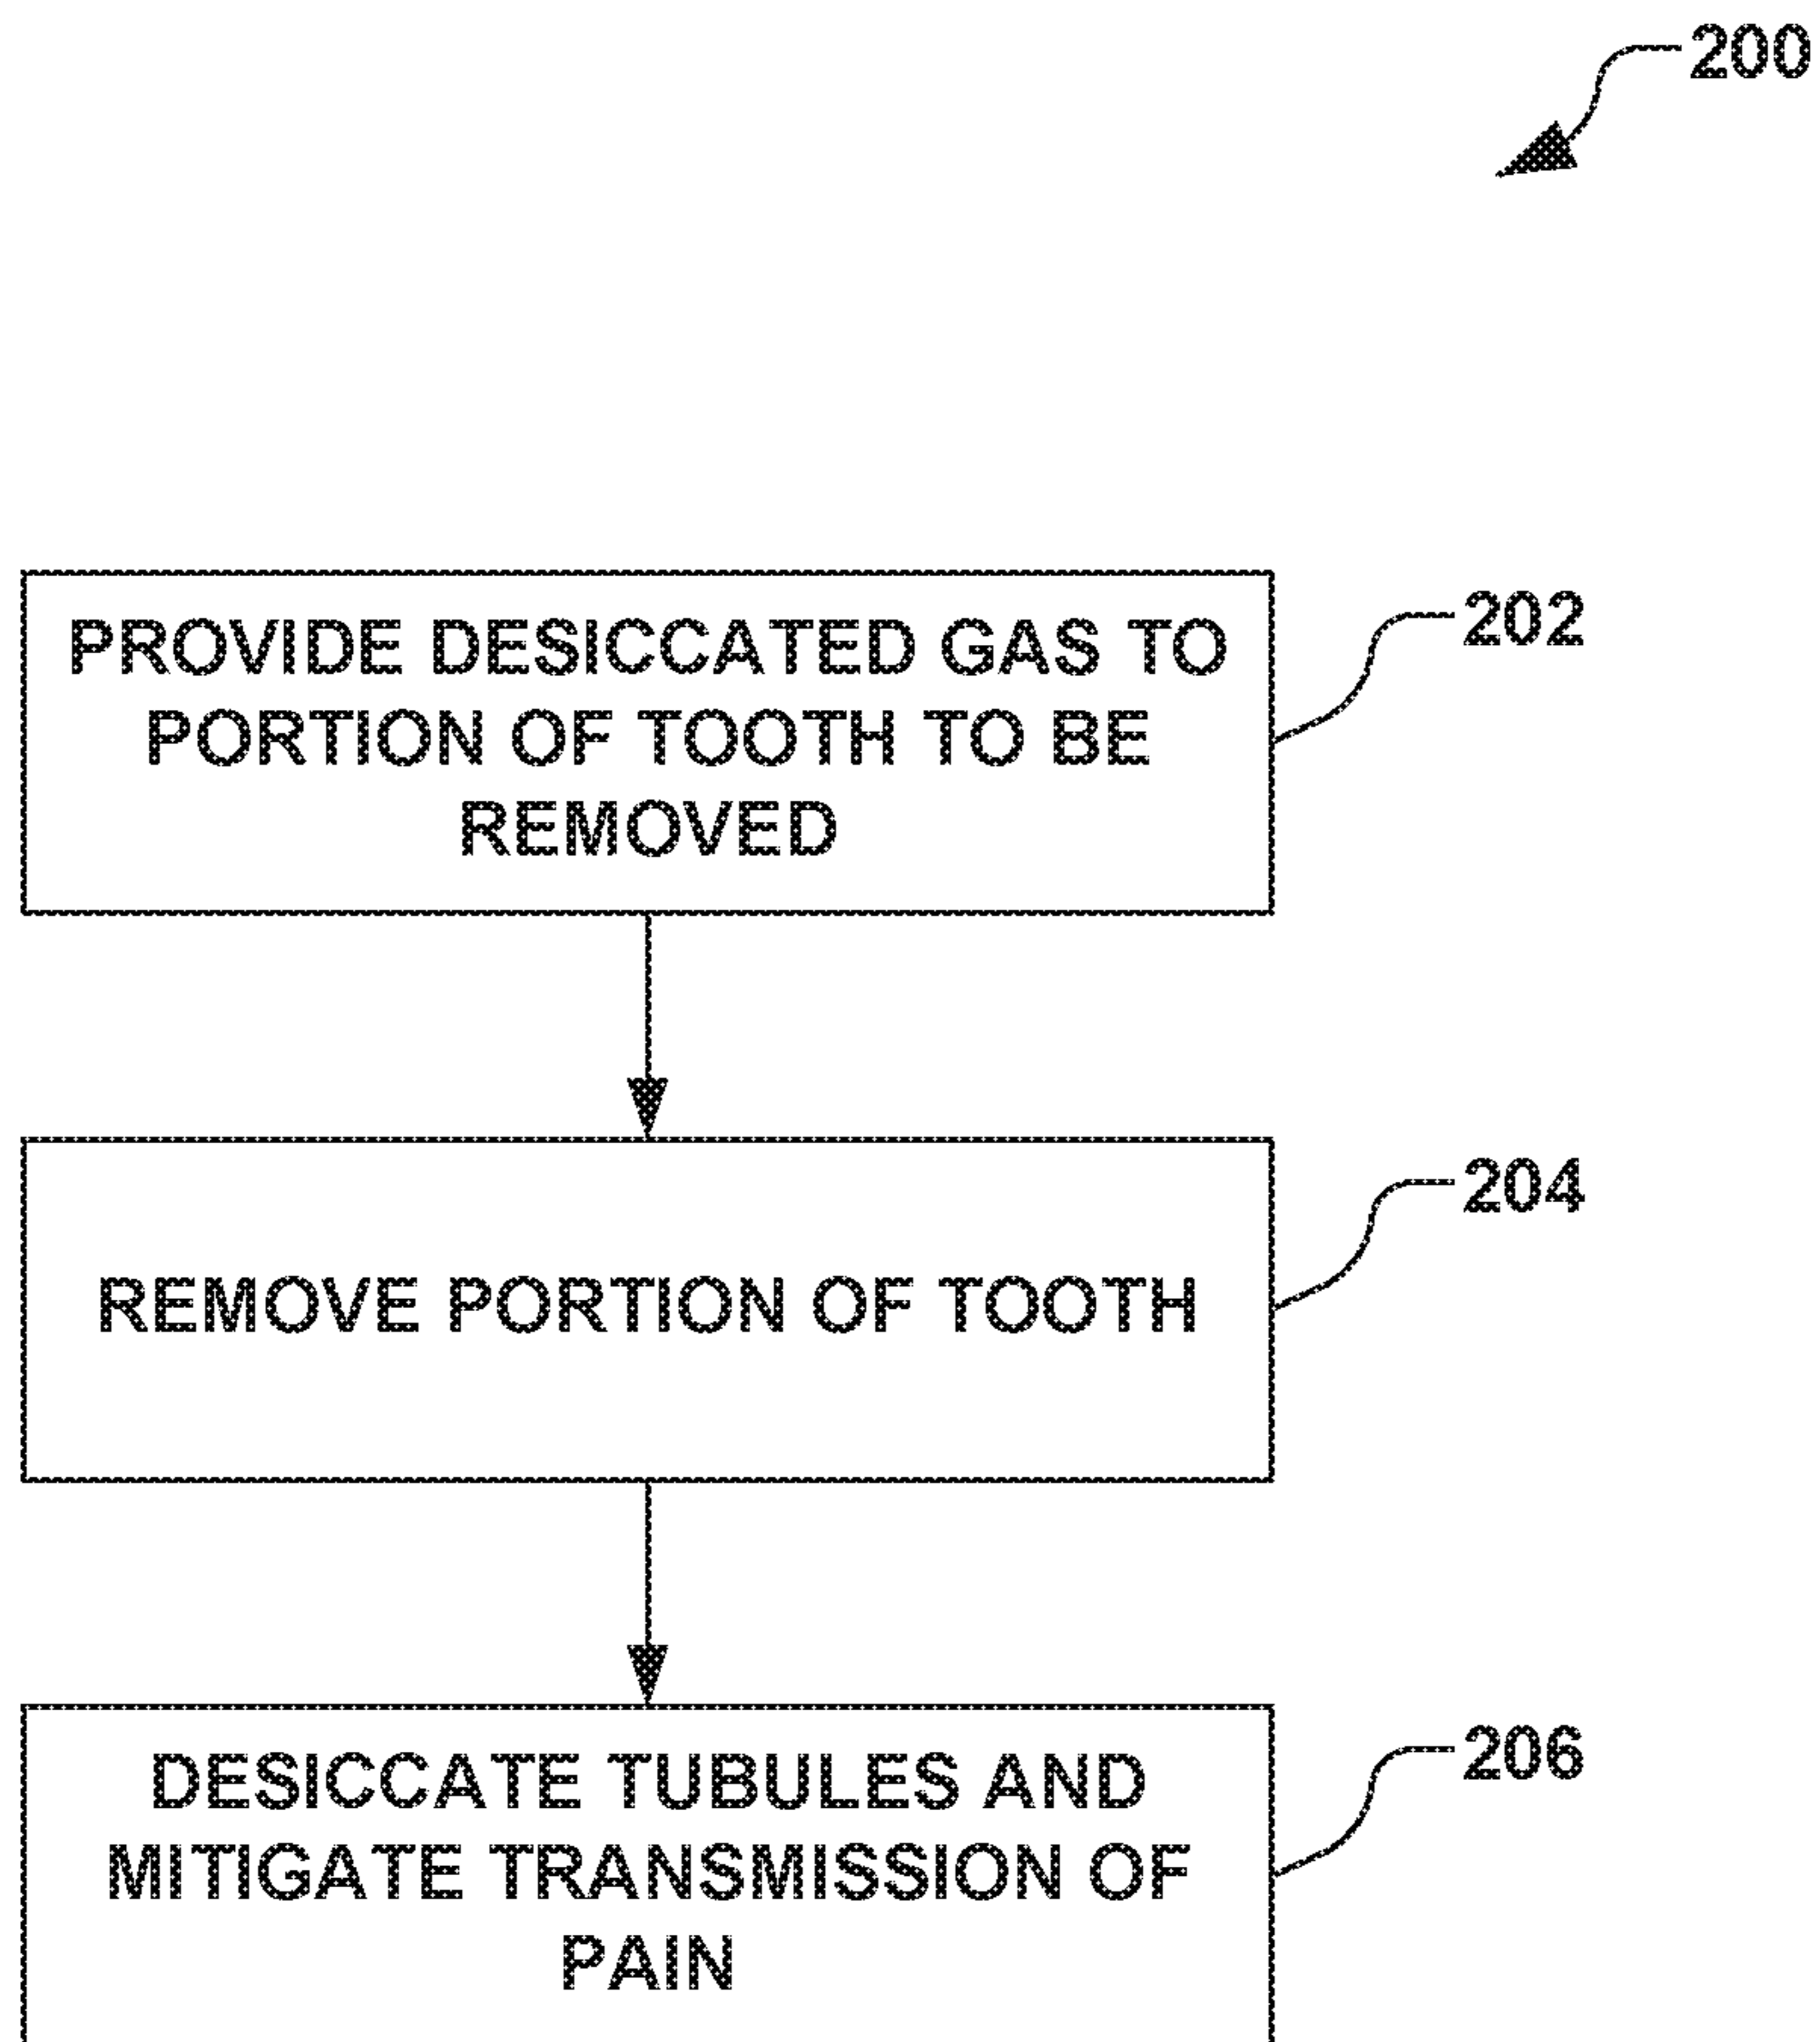 200
PROVIDE DESICCATED GAS TO
PORTION OF TOOTH TO BE
REMOVED
202
REMOVE PORTION OF TOOTH
204
DESICCATE TUBULES AND
MITIGATE TRANSMISSION OF
PAIN
206